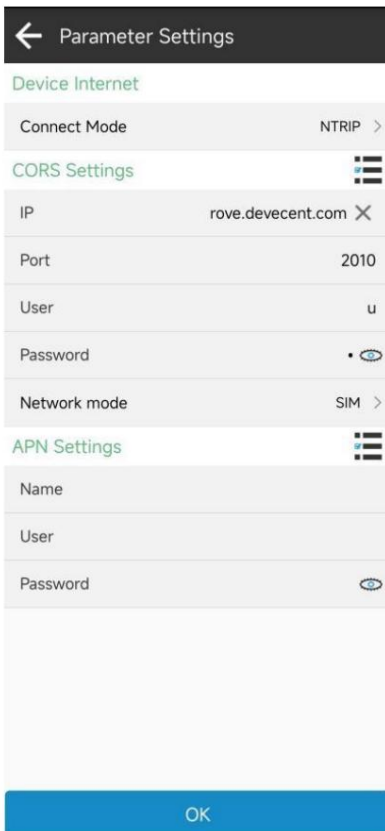 Parameter Settings
Device Internet
Connect Mode NTRIP >
CORS Settings
IP rove.devecent.com
Port 2010
User u
Password •
Network mode SIM >
APN Settings
Name
User
Password
OK